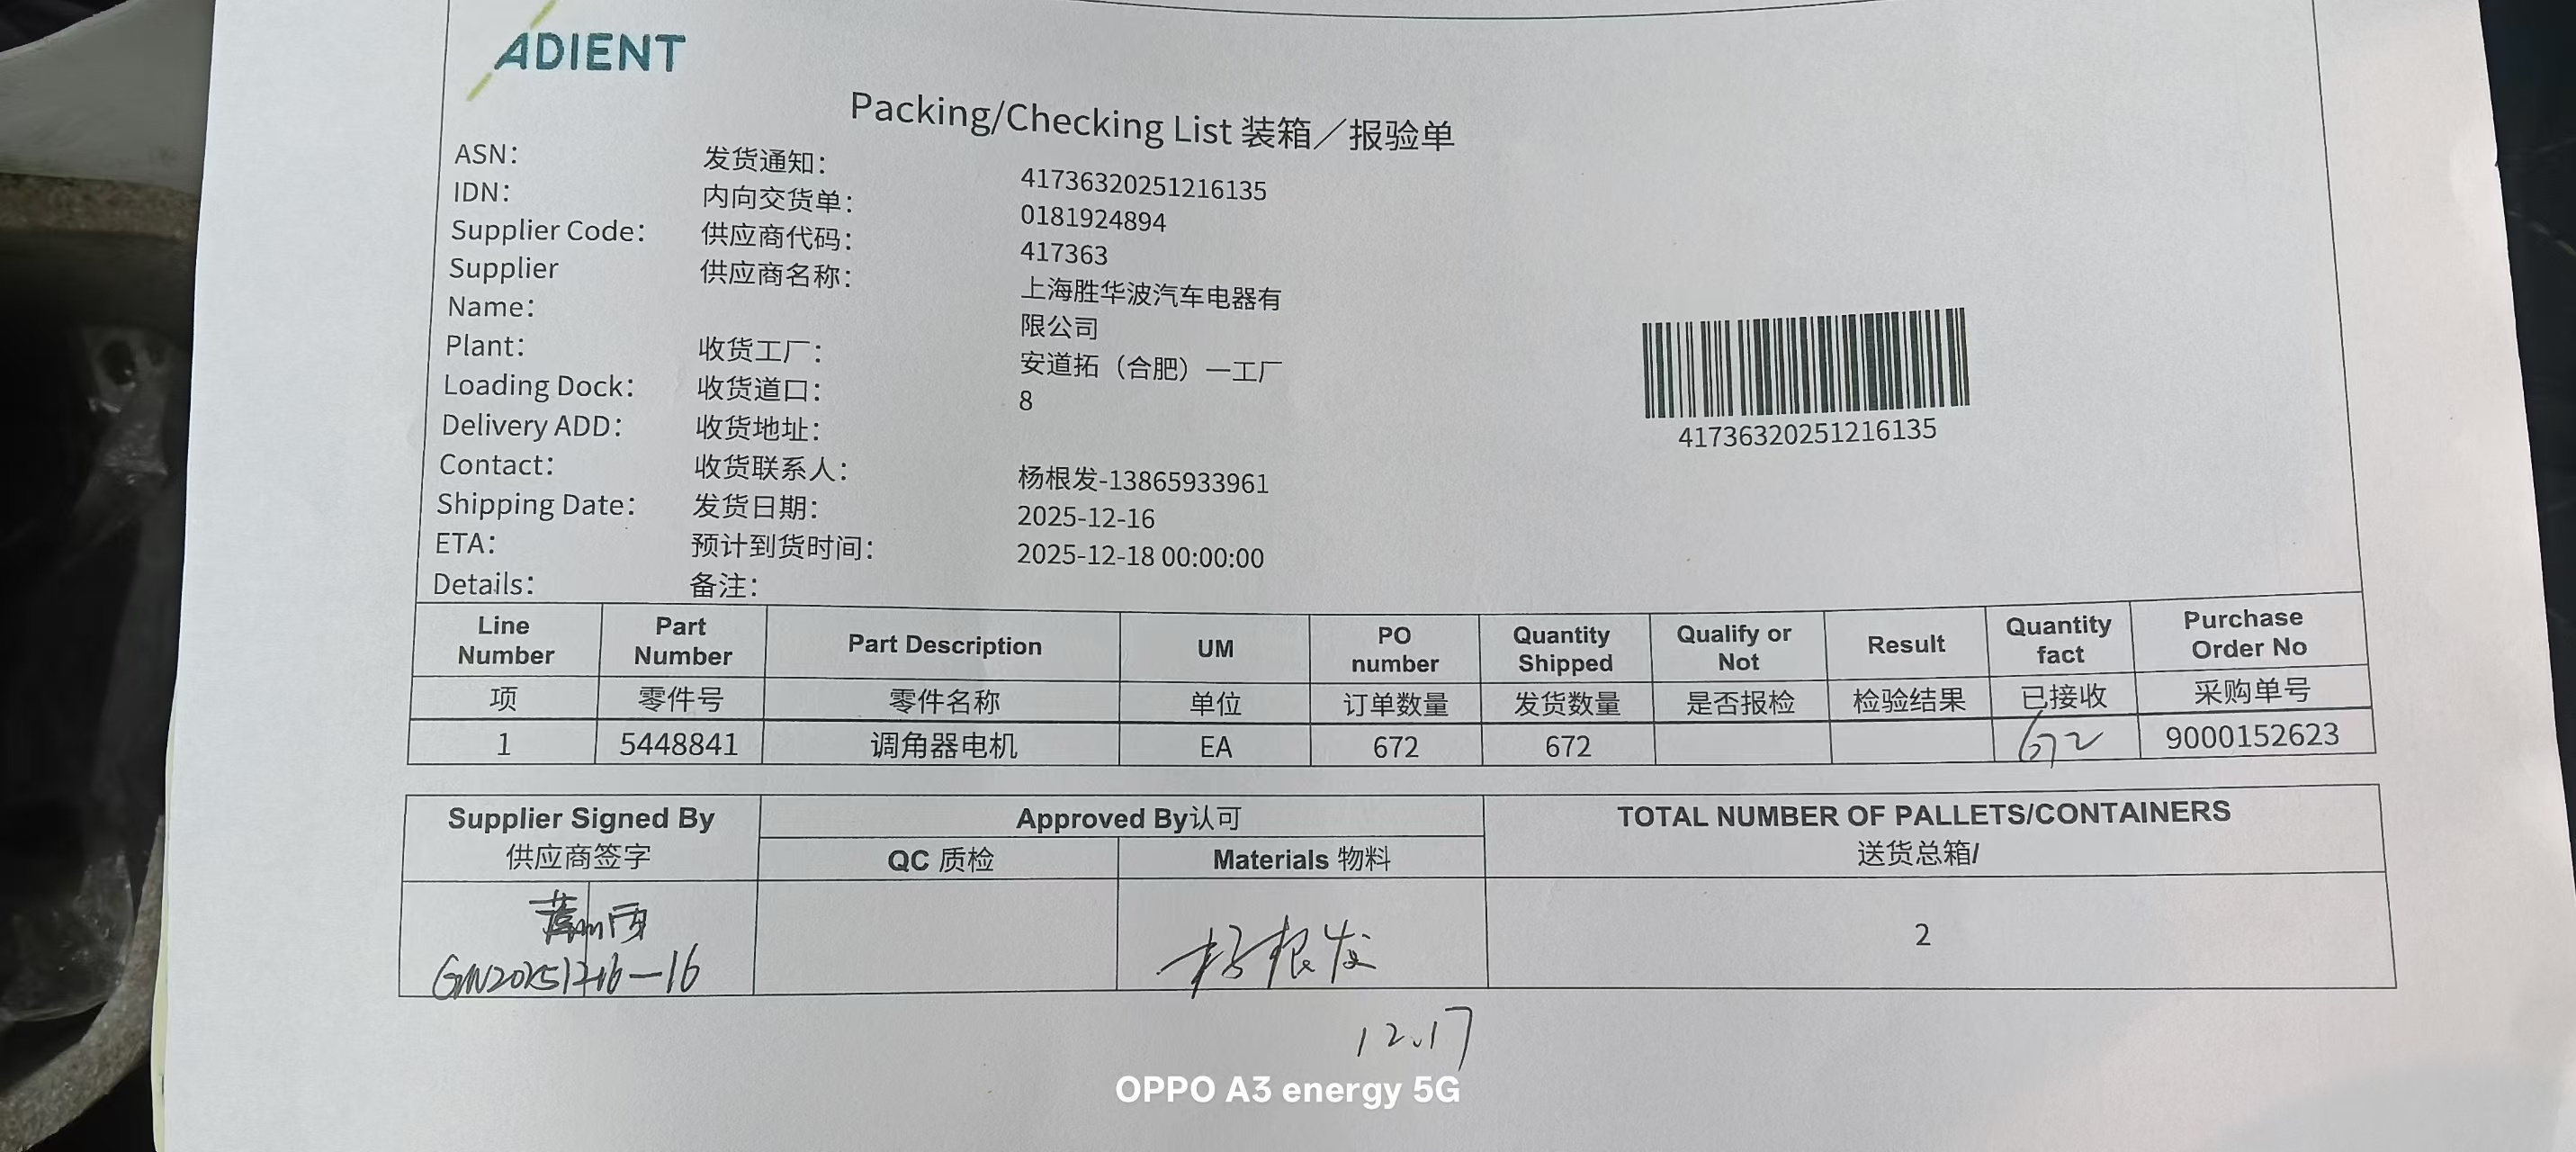 ADIENT
Packing/Checking List 装箱／报验单
ASN: 发货通知: 41736320251216135
IDN: 内向交货单: 0181924894
Supplier Code: 供应商代码: 417363
Supplier Name: 供应商名称: 上海胜华波汽车电器有
限公司
Plant: 收货工厂: 安道拓（合肥）一工厂
Loading Dock: 收货道口: 8
Delivery ADD: 收货地址:
Contact: 收货联系人: 杨根发-13865933961
Shipping Date: 发货日期: 2025-12-16
ETA: 预计到货时间: 2025-12-18 00:00:00
Details: 备注:
41736320251216135
Line Number Part Number Part Description UM PO number Quantity Shipped Qualify or Not Result Quantity fact Purchase Order No
项 零件号 零件名称 单位 订单数量 发货数量 是否报检 检验结果 已接收 采购单号
1 5448841 调角器电机 EA 672 672 672 9000152623
Supplier Signed By Approved By认可 TOTAL NUMBER OF PALLETS/CONTAINERS
供应商签字 QC 质检 Materials 物料 送货总箱/
杨根发 2
GN20251216-16
12.17
OPPO A3 energy 5G